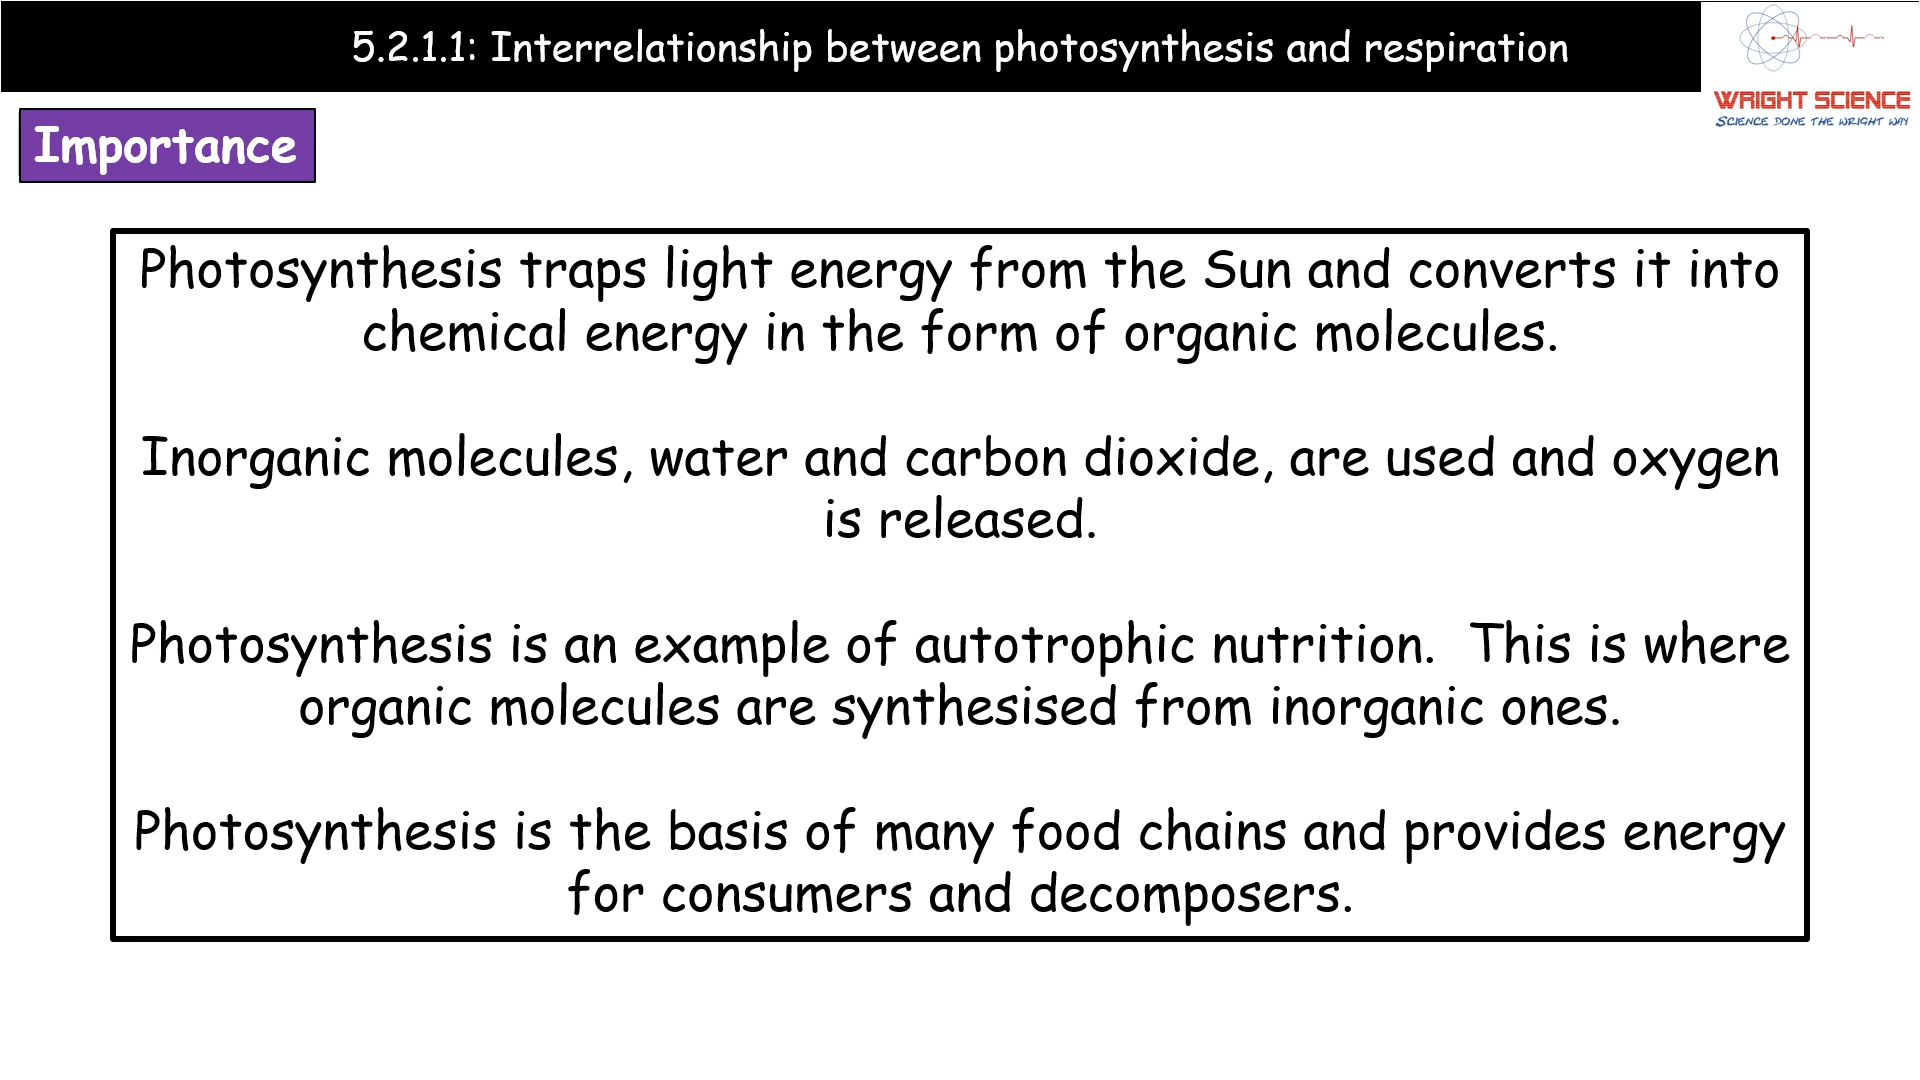 5.2.1.1: Interrelationship between photosynthesis and respiration
WRIGHT SCIENCE
SCIENCE DONE THE WRIGHT WAY
Importance
Photosynthesis traps light energy from the Sun and converts it into
chemical energy in the form of organic molecules.
Inorganic molecules, water and carbon dioxide, are used and oxygen
is released.
Photosynthesis is an example of autotrophic nutrition.  This is where
organic molecules are synthesised from inorganic ones.
Photosynthesis is the basis of many food chains and provides energy
for consumers and decomposers.